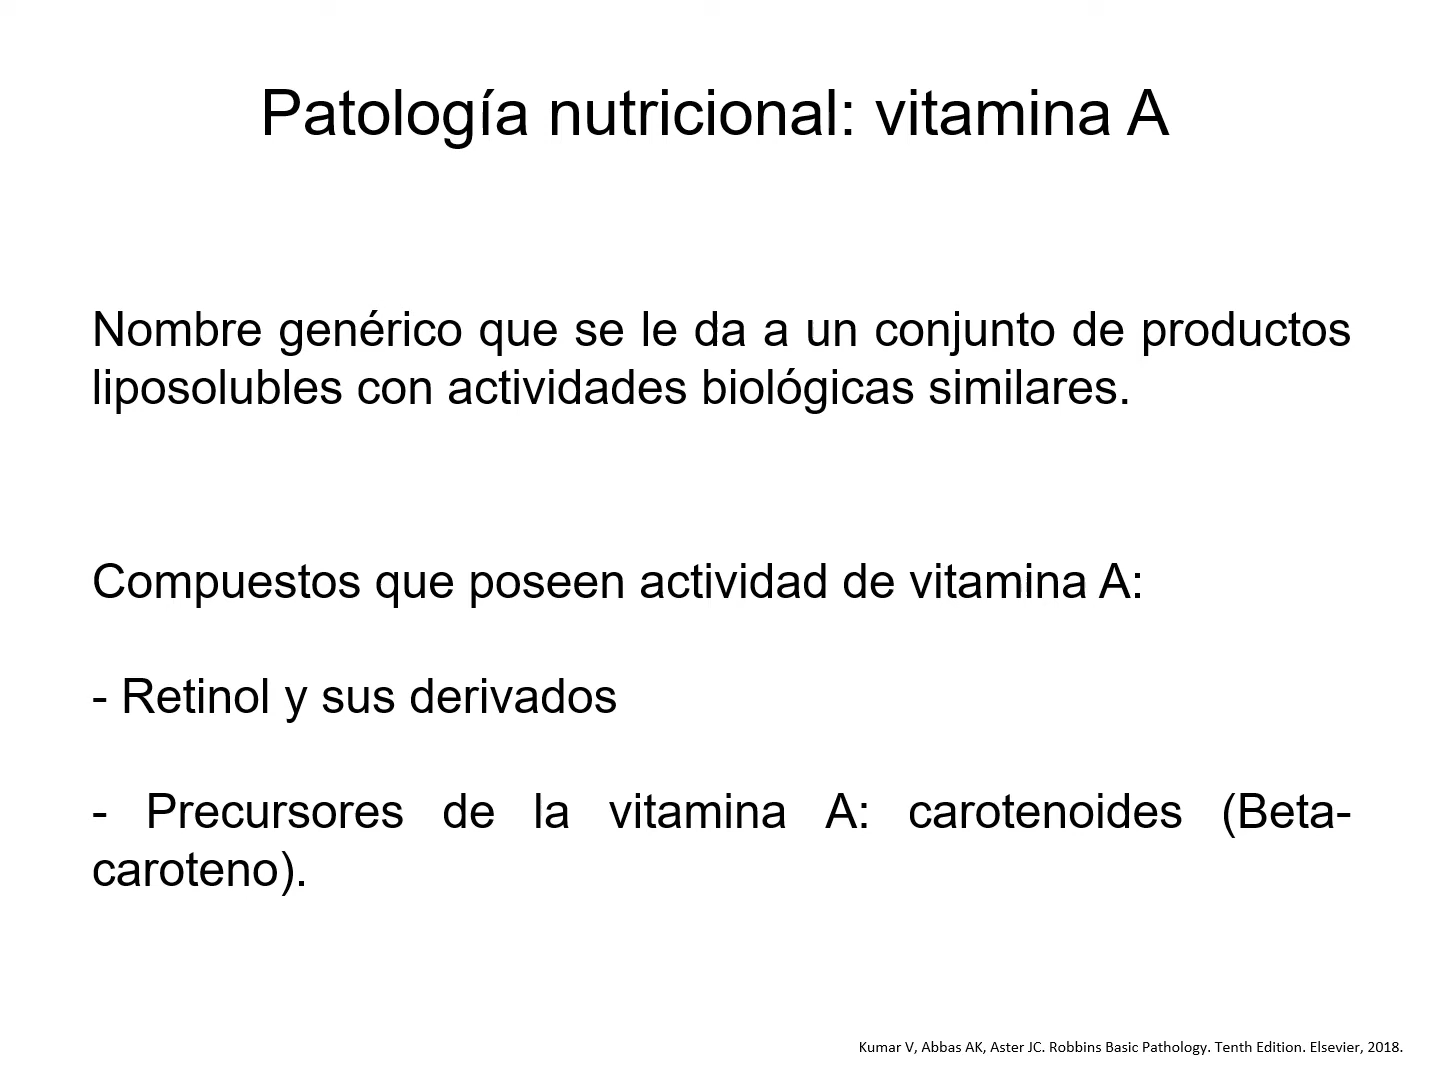 Patología nutricional: vitamina A
Nombre genérico que se le da a un conjunto de productos
liposolubles con actividades biológicas similares.
Compuestos que poseen actividad de vitamina A:
- Retinol y sus derivados
- Precursores de la vitamina A: carotenoides (Beta-
caroteno).
Kumar V, Abbas AK, Aster JC. Robbins Basic Pathology. Tenth Edition. Elsevier, 2018.